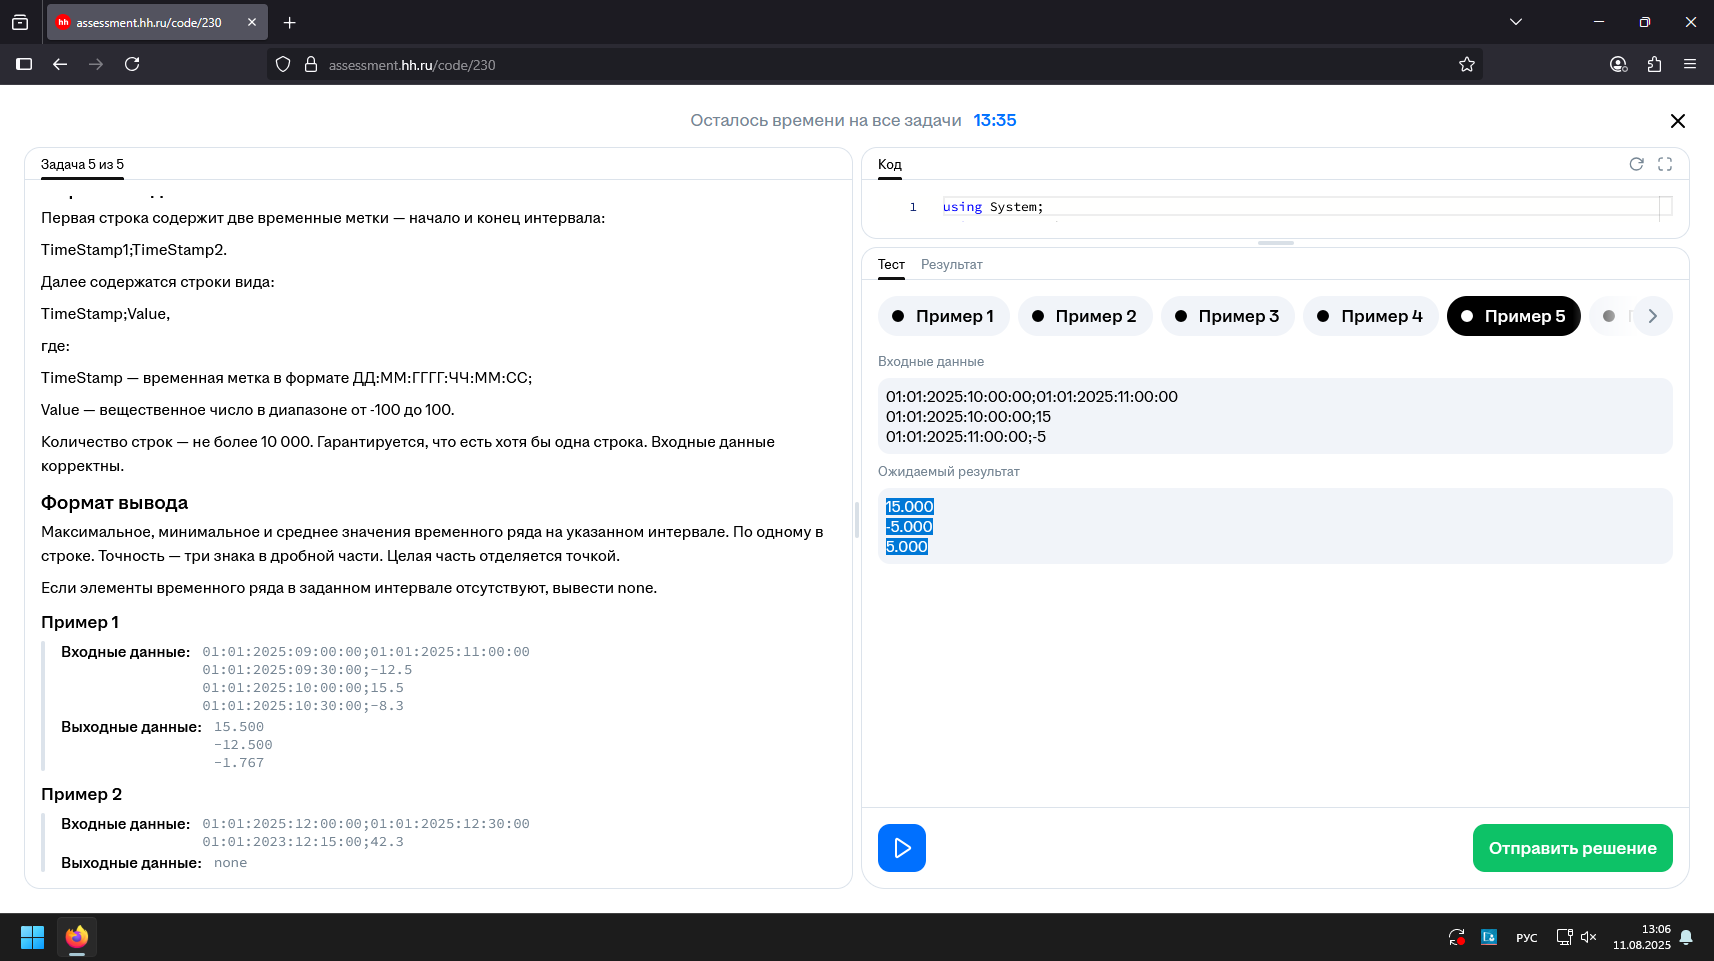 assessment.hh.ru/code/230
assessment.hh.ru/code/230
Осталось времени на все задачи 13:35
Задача 5 из 5
Первая строка содержит две временные метки — начало и конец интервала:
TimeStamp1;TimeStamp2.
Далее содержатся строки вида:
TimeStamp;Value,
где:
TimeStamp — временная метка в формате ДД:ММ:ГГГГ:ЧЧ:ММ:СС;
Value — вещественное число в диапазоне от -100 до 100.
Количество строк — не более 10 000. Гарантируется, что есть хотя бы одна строка. Входные данные
корректны.
Формат вывода
Максимальное, минимальное и среднее значения временного ряда на указанном интервале. По одному в
строке. Точность — три знака в дробной части. Целая часть отделяется точкой.
Если элементы временного ряда в заданном интервале отсутствуют, вывести none.
Пример 1
Входные данные: 01:01:2025:09:00:00;01:01:2025:11:00:00
01:01:2025:09:30:00;-12.5
01:01:2025:10:00:00;15.5
01:01:2025:10:30:00;-8.3
Выходные данные: 15.500
-12.500
-1.767
Пример 2
Входные данные: 01:01:2025:12:00:00;01:01:2025:12:30:00
01:01:2023:12:15:00;42.3
Выходные данные: none
Код
1 using System;
Тест Результат
Пример 1 Пример 2 Пример 3 Пример 4 Пример 5
Входные данные
01:01:2025:10:00:00;01:01:2025:11:00:00
01:01:2025:10:00:00;15
01:01:2025:11:00:00;-5
Ожидаемый результат
15.000
-5.000
5.000
Отправить решение
РУС
13:06
11.08.2025